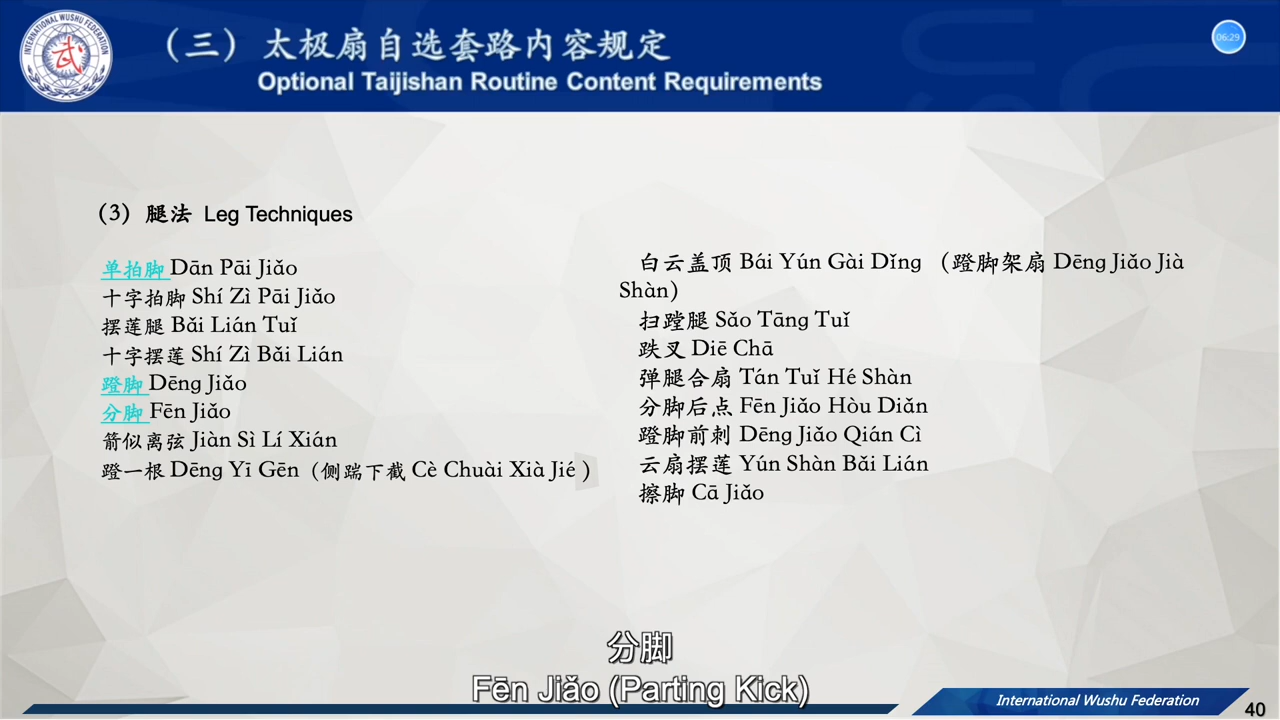 INTERNATIONAL WUSHU FEDERATION
武
（三）太极扇自选套路内容规定
Optional Taijishan Routine Content Requirements
06:29
（3）腿法 Leg Techniques
单拍脚 Dān Pāi Jiǎo
十字拍脚 Shí Zì Pāi Jiǎo
摆莲腿 Bǎi Lián Tuǐ
十字摆莲 Shí Zì Bǎi Lián
蹬脚 Dēng Jiǎo
分脚 Fēn Jiǎo
箭似离弦 Jiàn Sì Lí Xián
蹬一根 Dēng Yī Gēn（侧踹下截 Cè Chuài Xià Jié ）
白云盖顶 Bái Yún Gài Dǐng （蹬脚架扇 Dēng Jiǎo Jià
Shàn）
扫蹚腿 Sǎo Tāng Tuǐ
跌叉 Diē Chā
弹腿合扇 Tán Tuǐ Hé Shàn
分脚后点 Fēn Jiǎo Hòu Diǎn
蹬脚前刺 Dēng Jiǎo Qián Cì
云扇摆莲 Yún Shàn Bǎi Lián
擦脚 Cā Jiǎo
分脚
Fēn Jiǎo (Parting Kick)
International Wushu Federation
40